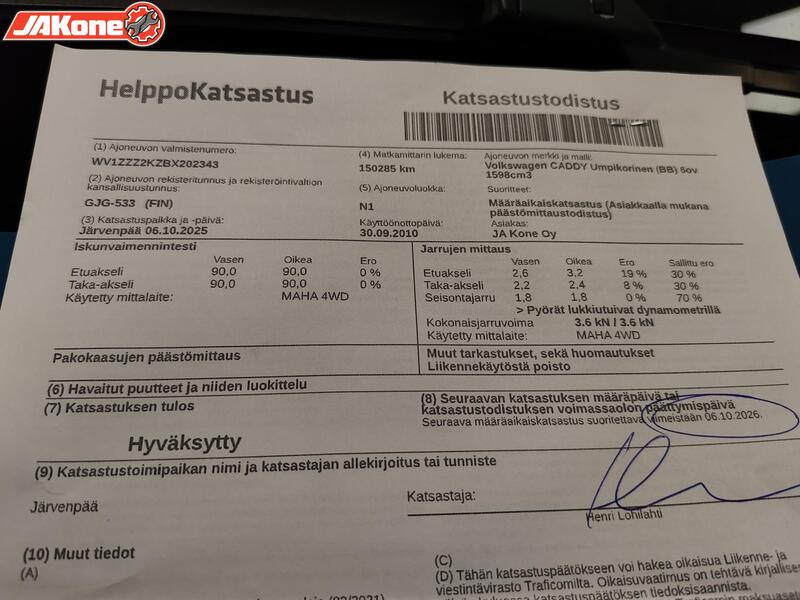 JAKone
HelppoKatsastus
Katsastustodistus
(1) Ajoneuvon valmistenumero:
WV1ZZZ2KZBX202343
(4) Matkamittarin lukema:
150285 km
Ajoneuvon merkki ja malli:
Volkswagen CADDY Umpikorinen (BB) 5ov
1598cm3
(2) Ajoneuvon rekisteritunnus ja rekisteröintivaltion
kansallisuustunnus:
GJG-533 (FIN)
(5) Ajoneuvoluokka:
N1
Suoritteet:
Määräaikaiskatsastus (Asiakkaalla mukana
päästömittaustodistus)
(3) Katsastuspaikka ja -päivä:
Järvenpää 06.10.2025
Käyttöönottopäivä:
30.09.2010
Asiakas:
JA Kone Oy
Iskunvaimennintesti
Vasen Oikea Ero
Etuakseli 90,0 90,0 0 %
Taka-akseli 90,0 90,0 0 %
Käytetty mittalaite: MAHA 4WD
Jarrujen mittaus
Vasen Oikea Ero Sallittu ero
Etuakseli 2,6 3,2 19 % 30 %
Taka-akseli 2,2 2,4 8 % 30 %
Seisontajarru 1,8 1,8 0 % 70 %
> Pyörät lukkiutuivat dynamometrillä
Kokonaisjarruvoima 3.6 kN / 3.6 kN
Käytetty mittalaite: MAHA 4WD
Pakokaasujen päästömittaus
Muut tarkastukset, sekä huomautukset
Liikennekäytöstä poisto
(6) Havaitut puutteet ja niiden luokittelu
(7) Katsastuksen tulos
Hyväksytty
(8) Seuraavan katsastuksen määräpäivä tai
katsastustodistuksen voimassaolon päättymispäivä
Seuraava määräaikaiskatsastus suoritettava viimeistään 06.10.2026.
(9) Katsastustoimipaikan nimi ja katsastajan allekirjoitus tai tunniste
Järvenpää
Katsastaja:
Henri Lohilahti
(10) Muut tiedot
(A)
(C)
(D) Tähän katsastuspäätökseen voi hakea oikaisua Liikenne- ja
viestintävirasto Traficomilta. Oikaisuvaatimus on tehtävä kirjallisesti